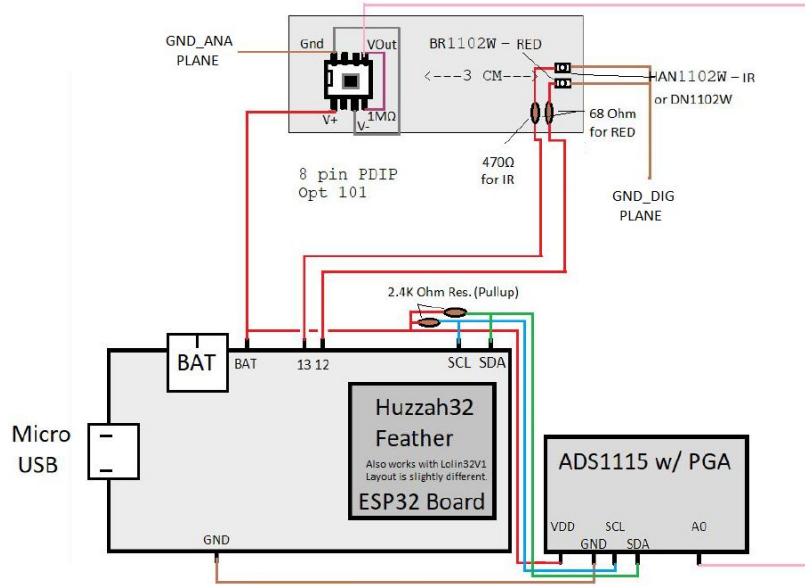 GND_ANA
PLANE
Gnd
VOut
BR1102W – RED
<---3 CM--->
HAN1102W – IR
or DN1102W
V+
V-
1MΩ
68 Ohm
for RED
470Ω
for IR
8 pin PDIP
Opt 101
GND_DIG
PLANE
2.4K Ohm Res.(Pullup)
BAT
BAT
13 12
SCL SDA
Micro
USB
Huzzah32
Feather
Also works with Lolin32V1
Layout is slightly different.
ESP32 Board
GND
ADS1115 w/ PGA
VDD
GND
SCL
SDA
A0